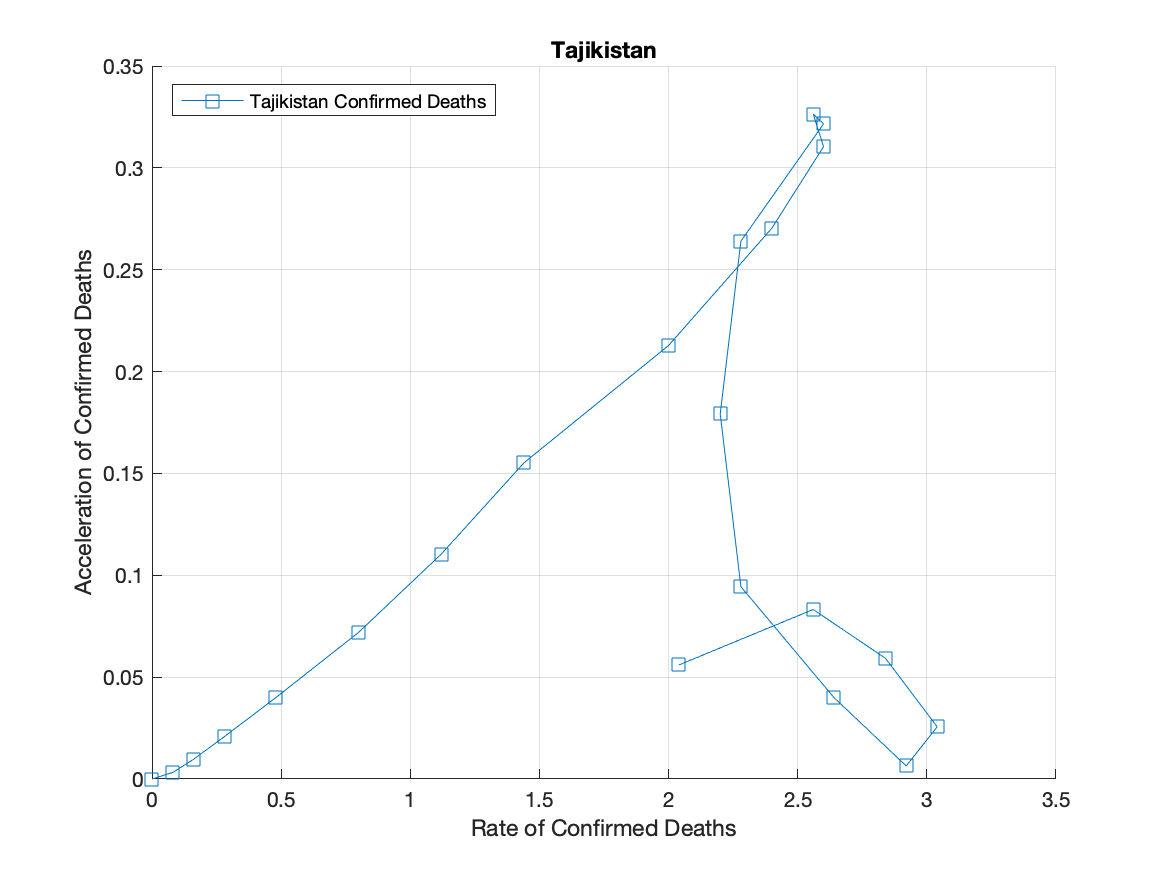 Tajikistan
Tajikistan Confirmed Deaths
0.35
0.3
0.25
0.2
0.15
0.1
0.05
0
Acceleration of Confirmed Deaths
0 0.5 1 1.5 2 2.5 3 3.5
Rate of Confirmed Deaths